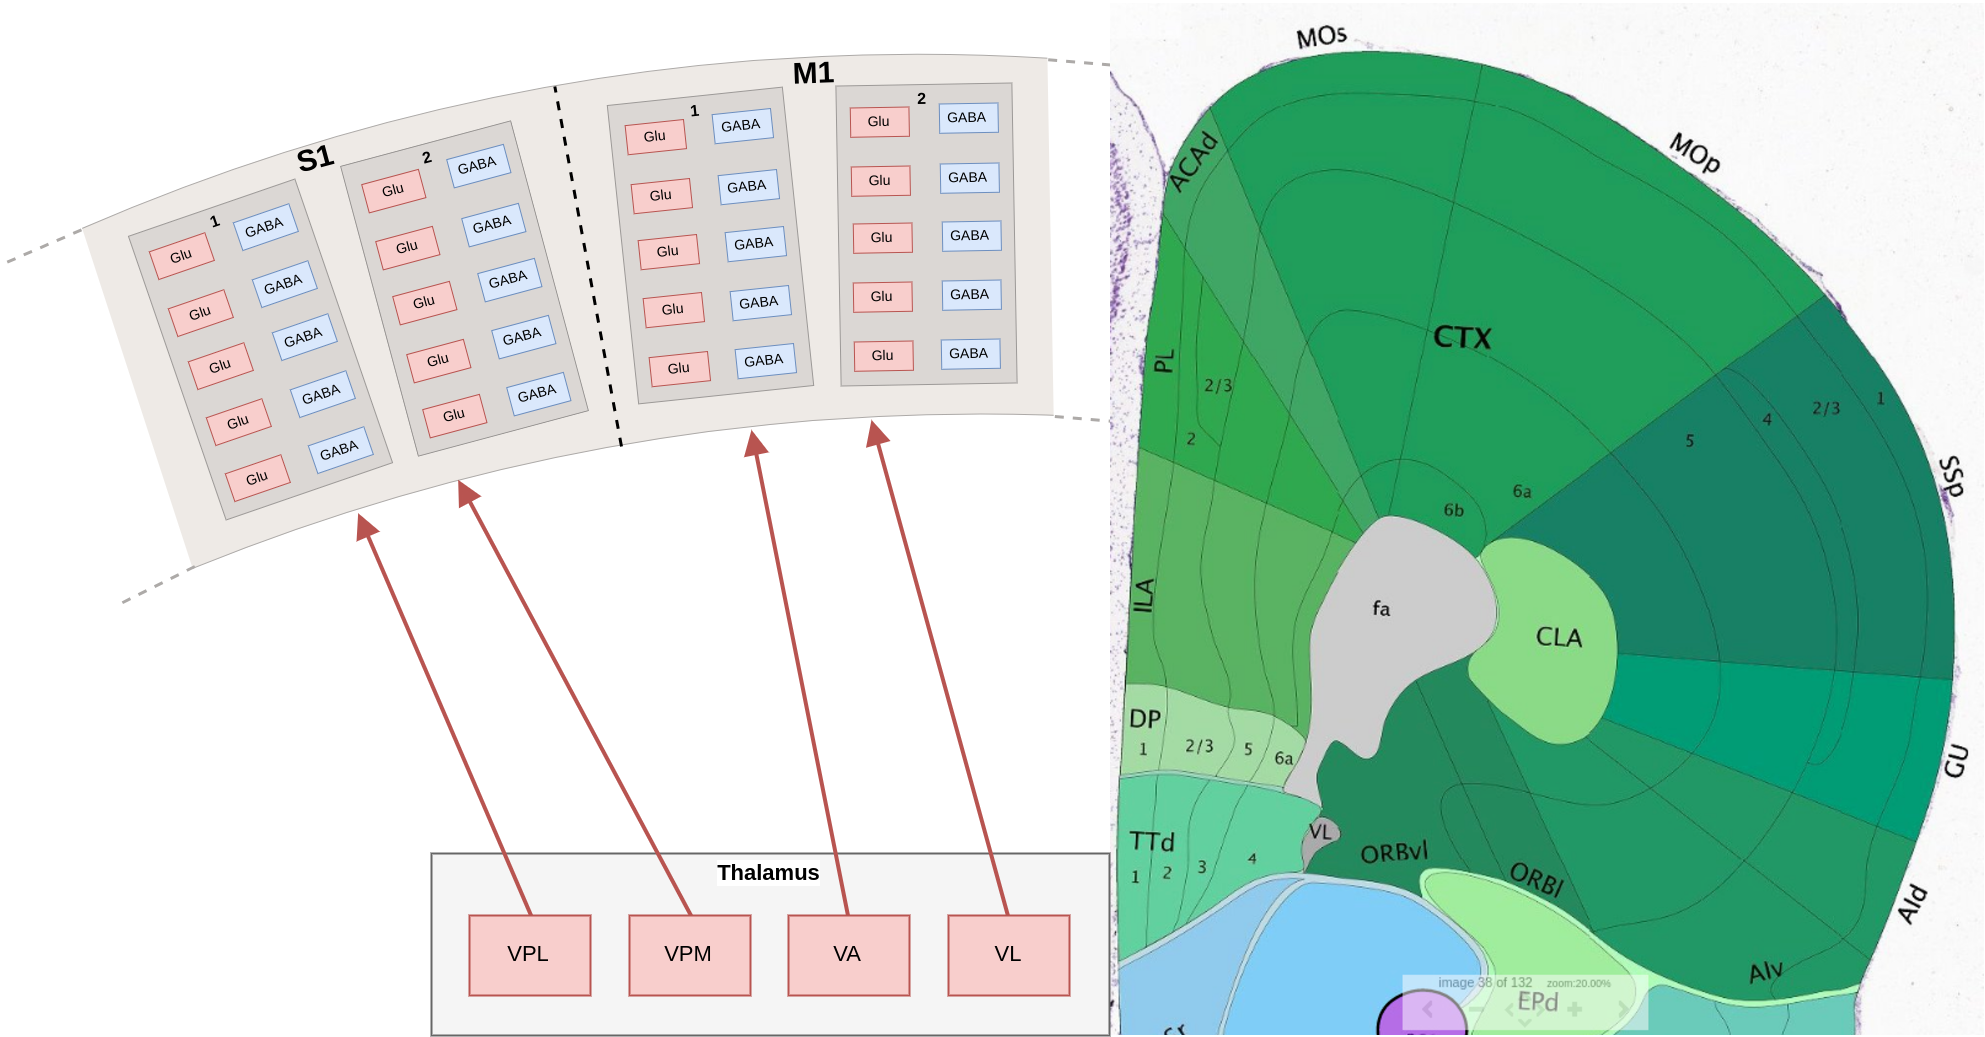 S1
M1
1
Glu
GABA
Glu
GABA
Glu
GABA
Glu
GABA
Glu
GABA
2
Glu
GABA
Glu
GABA
Glu
GABA
Glu
GABA
Glu
GABA
1
Glu
GABA
Glu
GABA
Glu
GABA
Glu
GABA
Glu
GABA
2
Glu
GABA
Glu
GABA
Glu
GABA
Glu
GABA
Glu
GABA
Thalamus
VPL
VPM
VA
VL
MOs
MOp
ACAd
CTX
PL
2/3
2
5
4
2/3
1
SSp
6a
6b
ILA
fa
CLA
DP
1
2/3
5
6a
GU
TTd
1
2
3
4
VL
ORBvl
ORBl
AId
AIv
image 38 of 132 zoom:20.00%
EPd